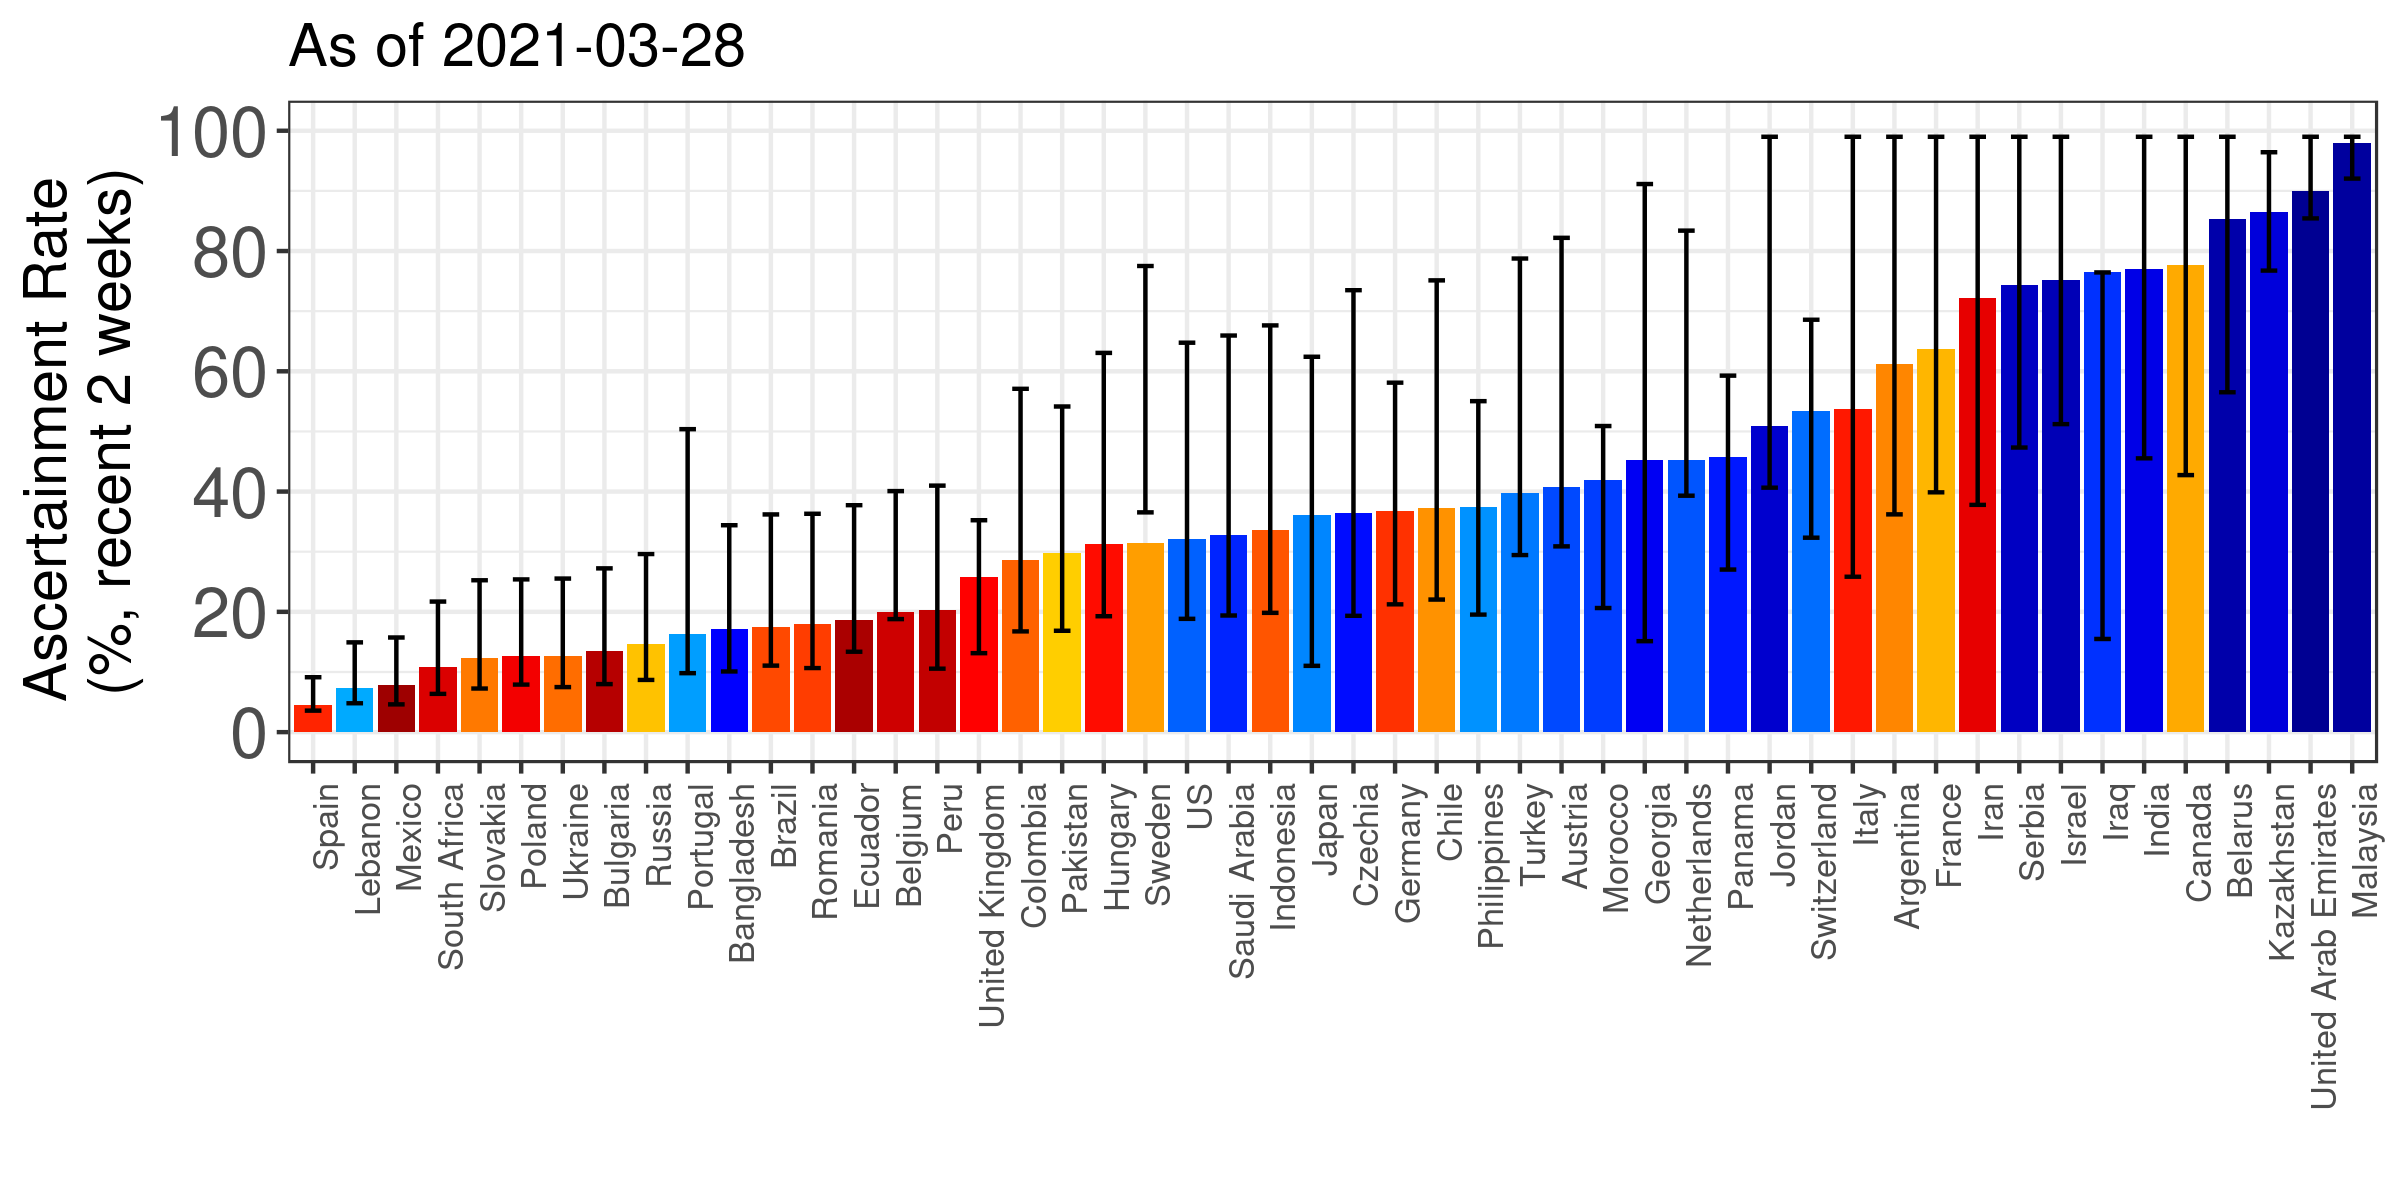 As of 2021-03-28
Ascertainment Rate
(%, recent 2 weeks)
100
80
60
40
20
0
Spain
Lebanon
Mexico
South Africa
Slovakia
Poland
Ukraine
Bulgaria
Russia
Portugal
Bangladesh
Brazil
Romania
Ecuador
Belgium
Peru
United Kingdom
Colombia
Pakistan
Hungary
Sweden
US
Saudi Arabia
Indonesia
Japan
Czechia
Germany
Chile
Philippines
Turkey
Austria
Morocco
Georgia
Netherlands
Panama
Jordan
Switzerland
Italy
Argentina
France
Iran
Serbia
Israel
Iraq
India
Canada
Belarus
Kazakhstan
United Arab Emirates
Malaysia